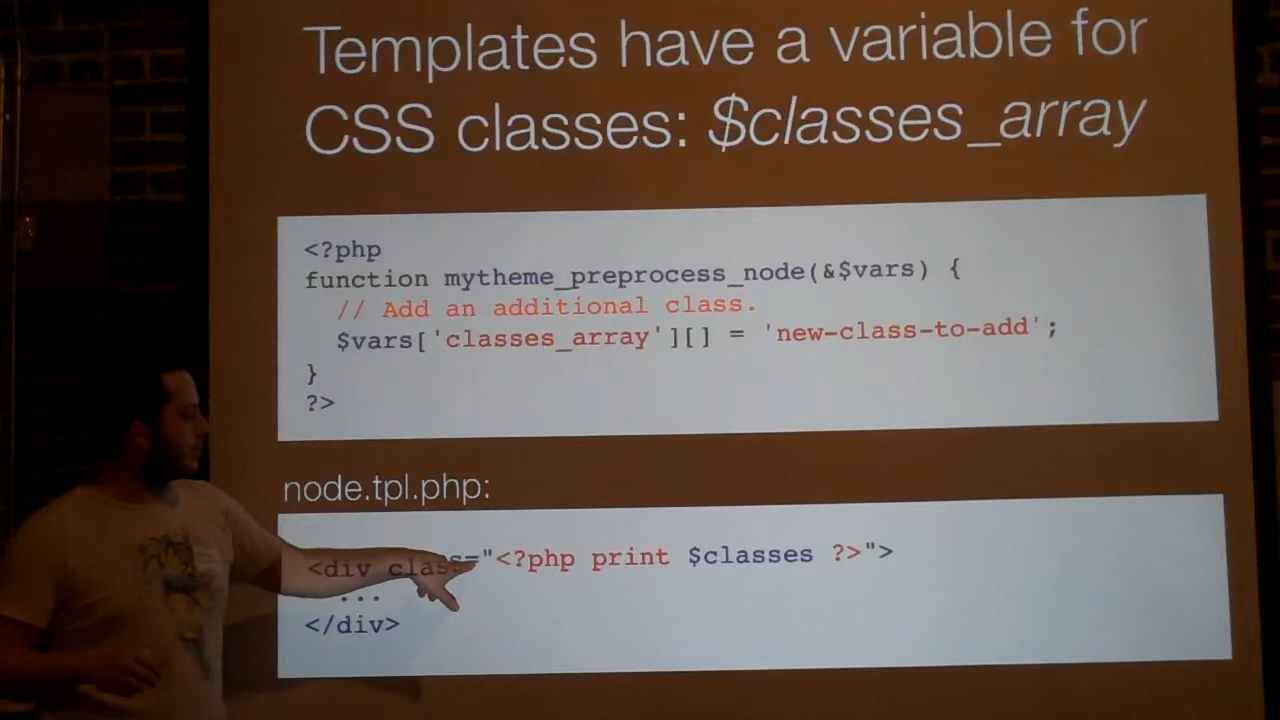 Templates have a variable for
CSS classes: $classes_array
<?php
function mytheme_preprocess_node(&$vars) {
// Add an additional class.
$vars['classes_array'][] = 'new-class-to-add';
}
?>
node.tpl.php:
<div class="<?php print $classes ?>">
...
</div>